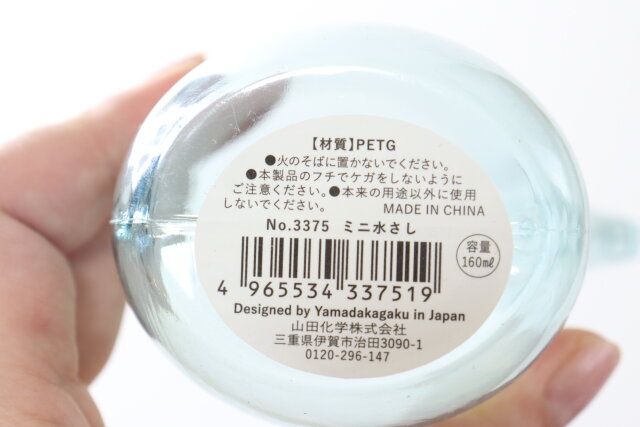 【材質】PETG
●火のそばに置かないでください。
●本製品のフチでケガをしないように
ご注意ください。●本来の用途以外に使用
しないでください。 MADE IN CHINA
No.3375 ミニ水さし
容量
160mℓ
4 965534 337519
Designed by Yamadakagaku in Japan
山田化学株式会社
三重県伊賀市治田3090-1
0120-296-147